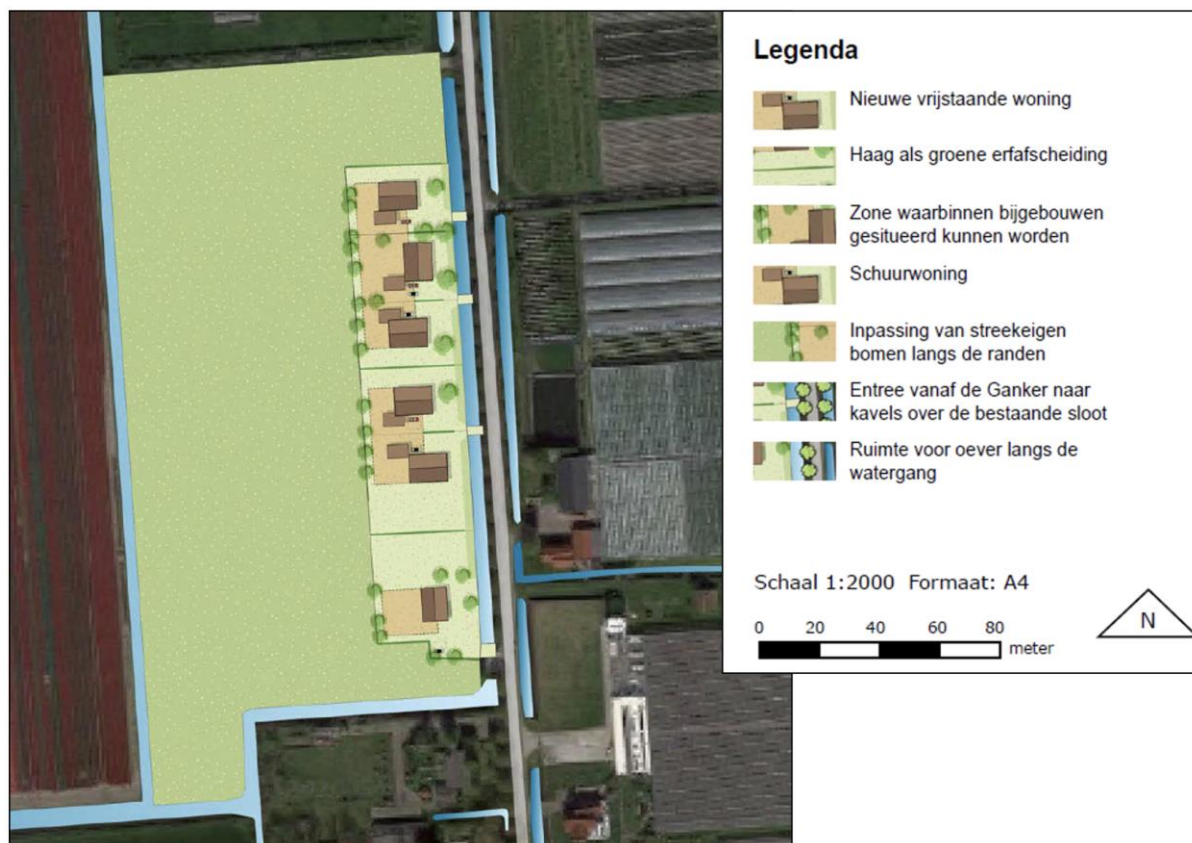 Legenda
Nieuwe vrijstaande woning
Haag als groene erfafscheiding
Zone waarbinnen bijgebouwen
gesitueerd kunnen worden
Schuurwoning
Inpassing van streekeigen
bomen langs de randen
Entree vanaf de Ganker naar
kavels over de bestaande sloot
Ruimte voor oever langs de
watergang
Schaal 1:2000 Formaat: A4
0 20 40 60 80
meter
N